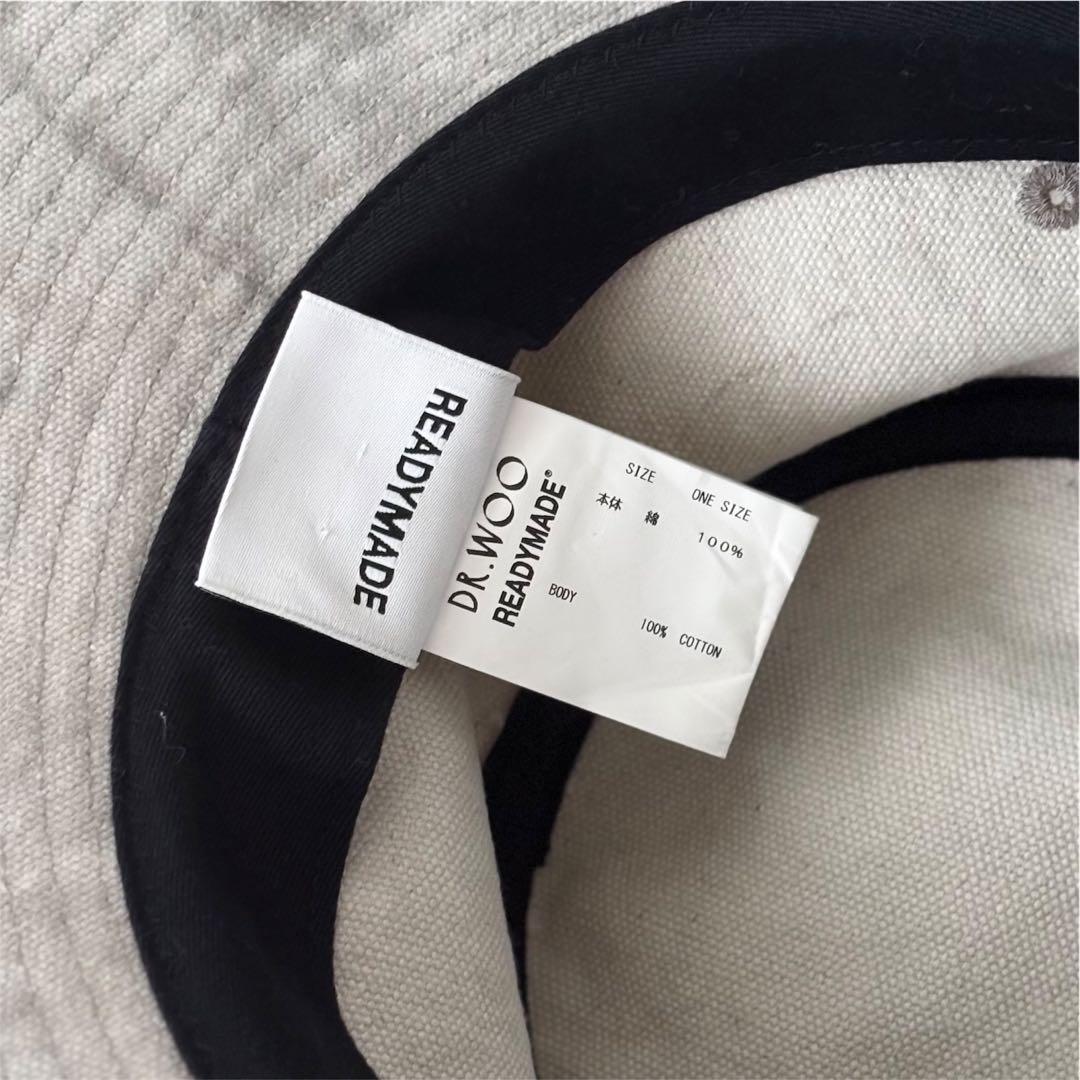 READYMADE
DR.WOO
READYMADE®
SIZE ONE SIZE
本体 綿 100%
BODY 100% COTTON